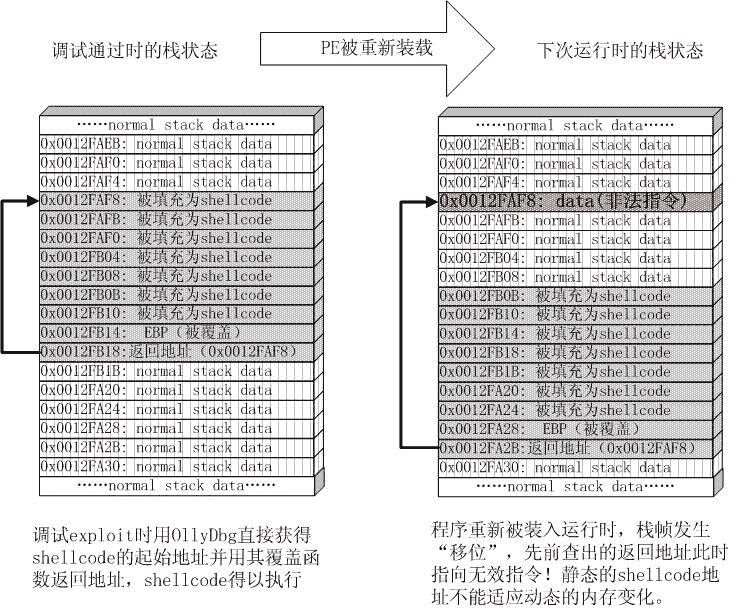 调试通过时的栈状态
PE被重新装载
下次运行时的栈状态
······normal stack data······
0x0012FAEB: normal stack data
0x0012FAF0: normal stack data
0x0012FAF4: normal stack data
0x0012FAF8: 被填充为shellcode
0x0012FAFB: 被填充为shellcode
0x0012FAF0: 被填充为shellcode
0x0012FB04: 被填充为shellcode
0x0012FB08: 被填充为shellcode
0x0012FB0B: 被填充为shellcode
0x0012FB10: 被填充为shellcode
0x0012FB14: EBP（被覆盖）
0x0012FB18:返回地址（0x0012FAF8）
0x0012FB1B: normal stack data
0x0012FA20: normal stack data
0x0012FA24: normal stack data
0x0012FA28: normal stack data
0x0012FA2B: normal stack data
0x0012FA30: normal stack data
······normal stack data······
······normal stack data······
0x0012FAEB: normal stack data
0x0012FAF0: normal stack data
0x0012FAF4: normal stack data
0x0012FAF8: data(非法指令)
0x0012FAFB: normal stack data
0x0012FAF0: normal stack data
0x0012FB04: normal stack data
0x0012FB08: normal stack data
0x0012FB0B: 被填充为shellcode
0x0012FB10: 被填充为shellcode
0x0012FB14: 被填充为shellcode
0x0012FB18: 被填充为shellcode
0x0012FB1B: 被填充为shellcode
0x0012FA20: 被填充为shellcode
0x0012FA24: 被填充为shellcode
0x0012FA28: EBP（被覆盖）
0x0012FA2B:返回地址（0x0012FAF8）
0x0012FA30: normal stack data
······normal stack data······
调试exploit时用OllyDbg直接获得
shellcode的起始地址并用其覆盖函
数返回地址，shellcode得以执行
程序重新被装入运行时，栈帧发生
“移位”，先前查出的返回地址此时
指向无效指令！静态的shellcode地
址不能适应动态的内存变化。